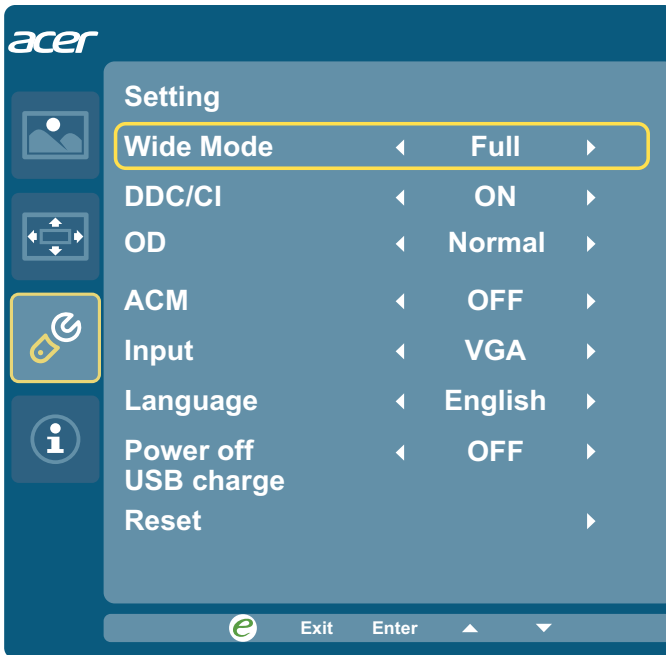 acer
Setting
Wide Mode Full
DDC/CI ON
OD Normal
ACM OFF
Input VGA
Language English
Power off OFF
USB charge
Reset
e Exit Enter